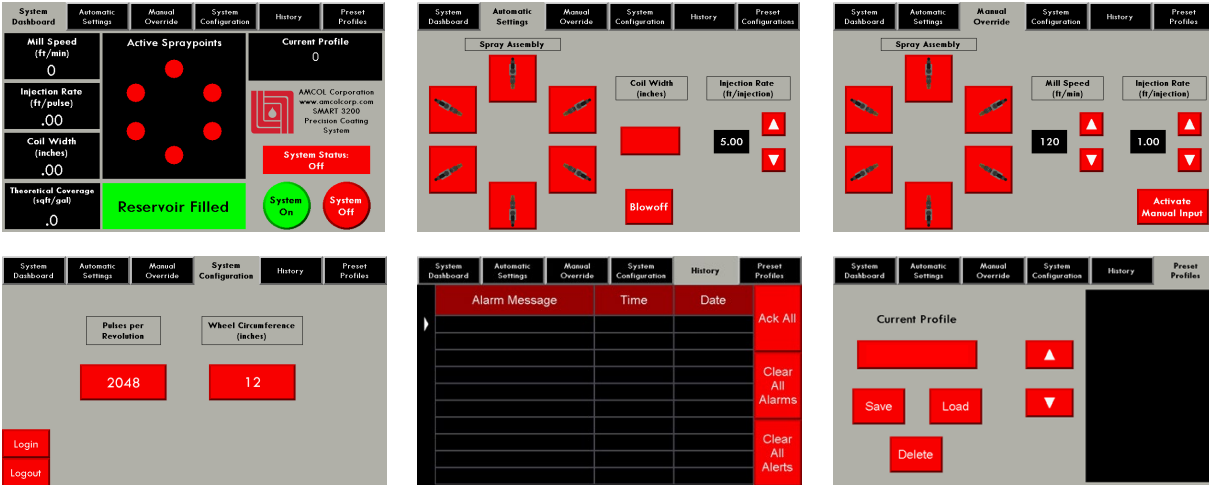 System Dashboard
Automatic Settings
Manual Override
System Configuration
History
Preset Profiles
Mill Speed
(ft/min)
0
Injection Rate
(ft/pulse)
.00
Coil Width
(inches)
.00
Theoretical Coverage
(sqft/gal)
.0
Active Spraypoints
Reservoir Filled
Current Profile
0
AMCOL Corporation
www.amcolcorp.com
SMART 3200
Precision Coating
System
System Status:
Off
System
On
System
Off
System Dashboard
Automatic Settings
Manual Override
System Configuration
History
Preset Configurations
Spray Assembly
Coil Width
(inches)
Injection Rate
(ft/injection)
5.00
Blowoff
System Dashboard
Automatic Settings
Manual Override
System Configuration
History
Preset Profiles
Spray Assembly
Mill Speed
(ft/min)
Injection Rate
(ft/injection)
120
1.00
Activate
Manual Input
System Dashboard
Automatic Settings
Manual Override
System Configuration
History
Preset Profiles
Pulses per
Revolution
Wheel Circumference
(inches)
2048
12
Login
Logout
System Dashboard
Automatic Settings
Manual Override
System Configuration
History
Preset Profiles
Alarm Message
Time
Date
Ack All
Clear
All
Alarms
Clear
All
Alerts
System Dashboard
Automatic Settings
Manual Override
System Configuration
History
Preset Profiles
Current Profile
Save
Load
Delete